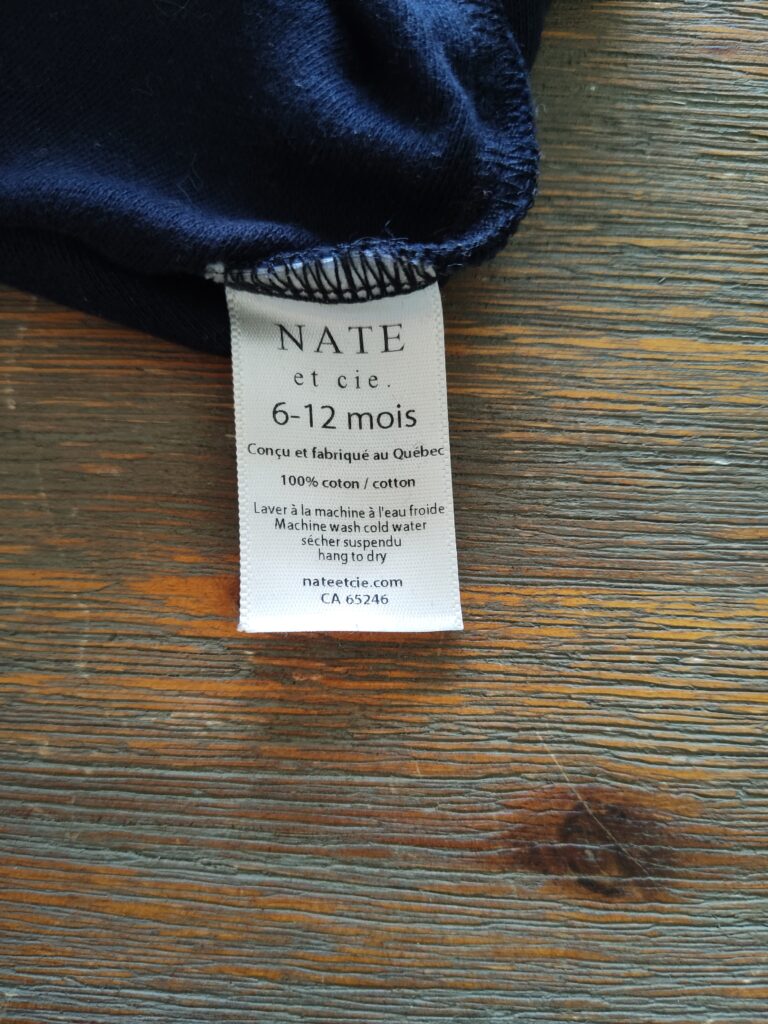 NATE
et cie.
6-12 mois
Conçu et fabriqué au Québec
100% coton / cotton
Laver à la machine à l'eau froide
Machine wash cold water
sécher suspendu
hang to dry
nateetcie.com
CA 65246